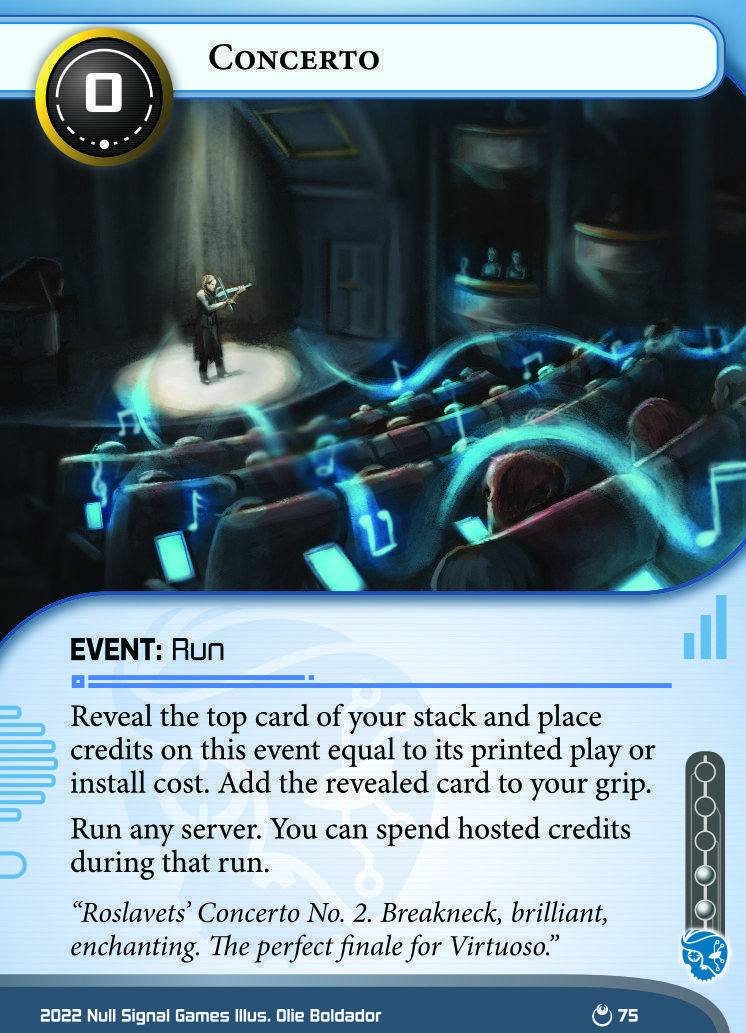 0
Concerto
EVENT: Run
Reveal the top card of your stack and place
credits on this event equal to its printed play or
install cost. Add the revealed card to your grip.
Run any server. You can spend hosted credits
during that run.
“Roslavets’ Concerto No. 2. Breakneck, brilliant,
enchanting. The perfect finale for Virtuoso.”
2022 Null Signal Games Illus. Olie Boldador
75